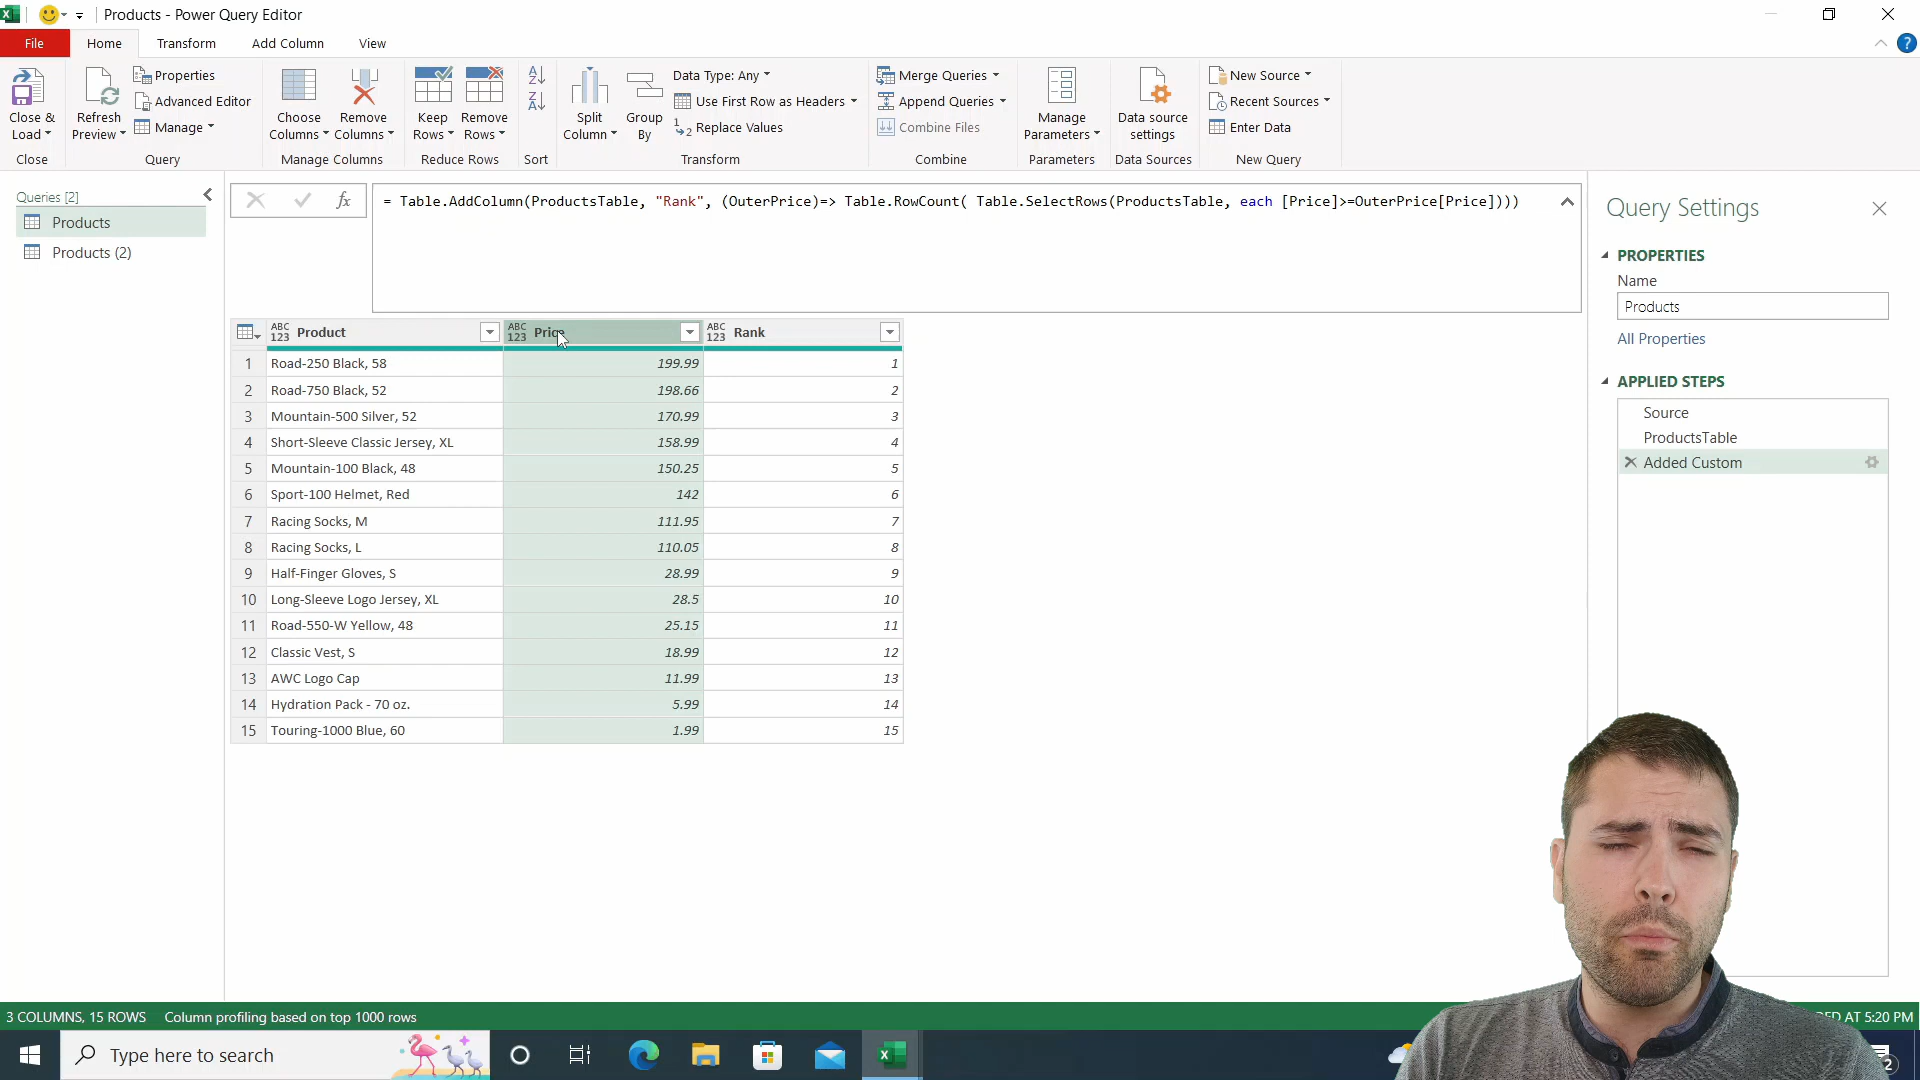 Products - Power Query Editor
File
Home
Transform
Add Column
View
?
Close & Load
Close
Refresh Preview
Properties
Advanced Editor
Manage
Query
Choose Columns
Remove Columns
Manage Columns
Keep Rows
Remove Rows
Reduce Rows
Sort
Split Column
Group By
Data Type: Any
Use First Row as Headers
Replace Values
Transform
Merge Queries
Append Queries
Combine Files
Combine
Manage Parameters
Parameters
Data source settings
Data Sources
New Source
Recent Sources
Enter Data
New Query
Queries [2]
Products
Products (2)
fx
= Table.AddColumn(ProductsTable, "Rank", (OuterPrice)=> Table.RowCount( Table.SelectRows(ProductsTable, each [Price]>=OuterPrice[Price])))
ABC 123 Product ABC 123 Price ABC 123 Rank
1 Road-250 Black, 58 199.99 1
2 Road-750 Black, 52 198.66 2
3 Mountain-500 Silver, 52 170.99 3
4 Short-Sleeve Classic Jersey, XL 158.99 4
5 Mountain-100 Black, 48 150.25 5
6 Sport-100 Helmet, Red 142 6
7 Racing Socks, M 111.95 7
8 Racing Socks, L 110.05 8
9 Half-Finger Gloves, S 28.99 9
10 Long-Sleeve Logo Jersey, XL 28.5 10
11 Road-550-W Yellow, 48 25.15 11
12 Classic Vest, S 18.99 12
13 AWC Logo Cap 11.99 13
14 Hydration Pack - 70 oz. 5.99 14
15 Touring-1000 Blue, 60 1.99 15
Query Settings
PROPERTIES
Name
Products
All Properties
APPLIED STEPS
Source
ProductsTable
Added Custom
3 COLUMNS, 15 ROWS Column profiling based on top 1000 rows
AT 5:20 PM
Type here to search
2